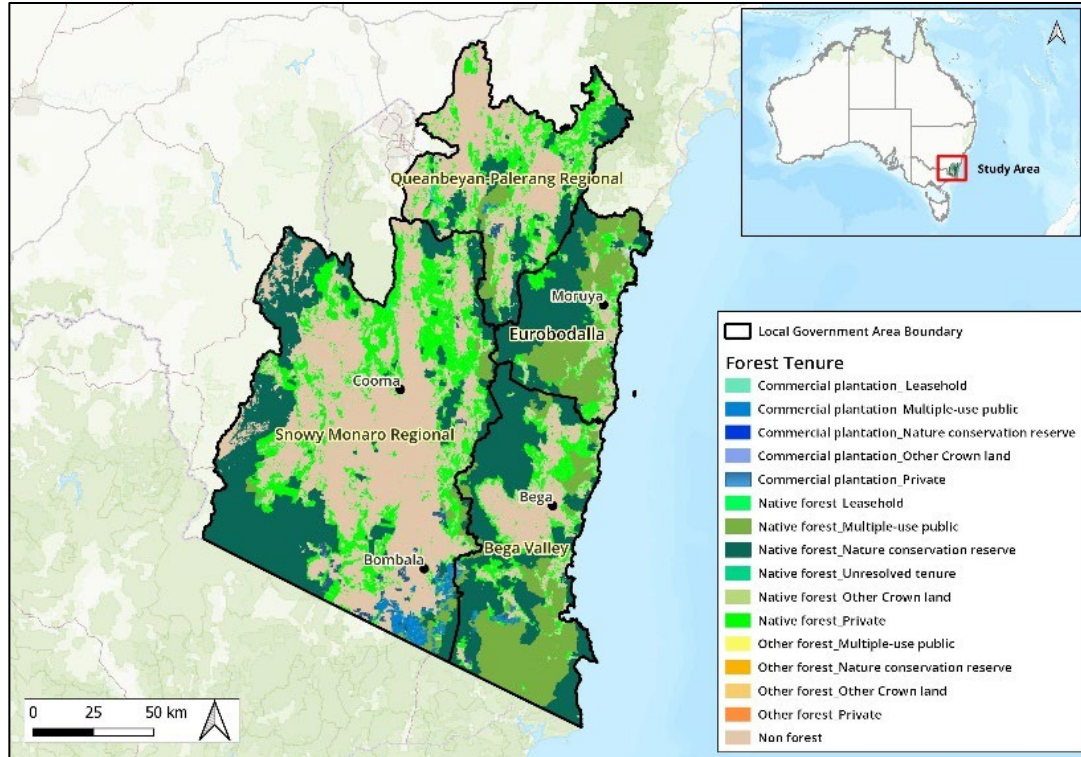 Study Area
Queanbeyan-Palerang Regional
Moruya
Eurobodalla
Cooma
Snowy Monaro Regional
Bega
Bega Valley
Bombala
0 25 50 km
Local Government Area Boundary
Forest Tenure
Commercial plantation_ Leasehold
Commercial plantation_Multiple-use public
Commercial plantation_Nature conservation reserve
Commercial plantation_Other Crown land
Commercial plantation_Private
Native forest_Leasehold
Native forest_Multiple-use public
Native forest_Nature conservation reserve
Native forest_Unresolved tenure
Native forest_Other Crown land
Native forest_Private
Other forest_Multiple-use public
Other forest_Nature conservation reserve
Other forest_Other Crown land
Other forest_Private
Non forest